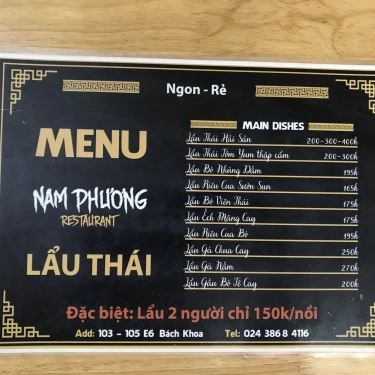 Ngon - Rẻ
MENU
NAM PHƯƠNG
RESTAURANT
LẨU THÁI
MAIN DISHES
Lẩu Thái Hải Sản 200-300-400k
Lẩu Thái Tôm Yum thập cẩm 200-300k
Lẩu Bò Nhúng Dấm 195k
Lẩu Riêu Cua Sườn Sụn 165k
Lẩu Bò Viên Thái 175k
Lẩu Ếch Măng Cay 175k
Lẩu Riêu Cua Bò 195k
Lẩu Gà Chua Cay 250k
Lẩu Gà Nấm 270k
Lẩu Gầu Bò Tô Cay 200k
Đặc biệt: Lẩu 2 người chỉ 150k/nồi
Add: 103 - 105 E6 Bách Khoa Tel: 024 386 8 4116